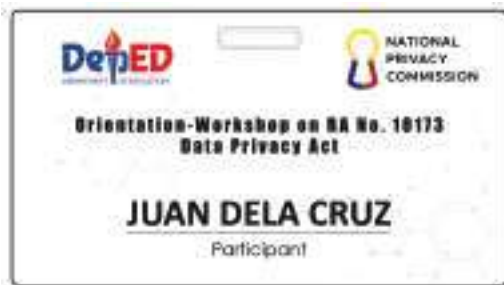 DepED
NATIONAL
PRIVACY
COMMISSION
Orientation-Workshop on RA No. 10173
Data Privacy Act
JUAN DELA CRUZ
Participant